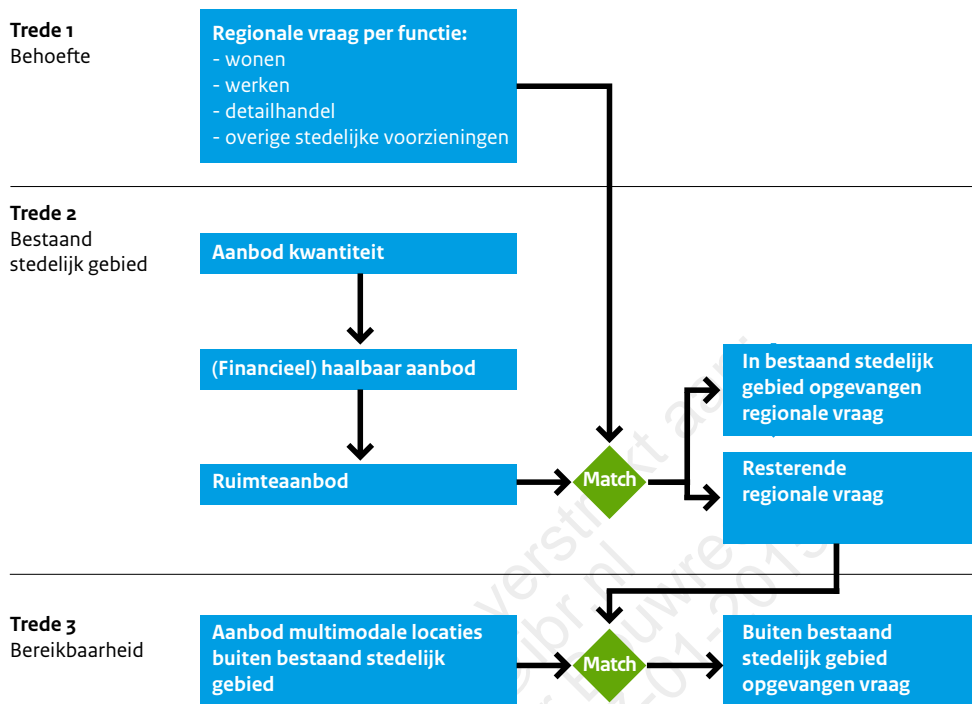 Trede 1
Behoefte
Regionale vraag per functie:
- wonen
- werken
- detailhandel
- overige stedelijke voorzieningen
Trede 2
Bestaand
stedelijk gebied
Aanbod kwantiteit
(Financieel) haalbaar aanbod
Ruimteaanbod
Match
In bestaand stedelijk
gebied opgevangen
regionale vraag
Resterende
regionale vraag
Trede 3
Bereikbaarheid
Aanbod multimodale locaties
buiten bestaand stedelijk
gebied
Match
Buiten bestaand
stedelijk gebied
opgevangen vraag